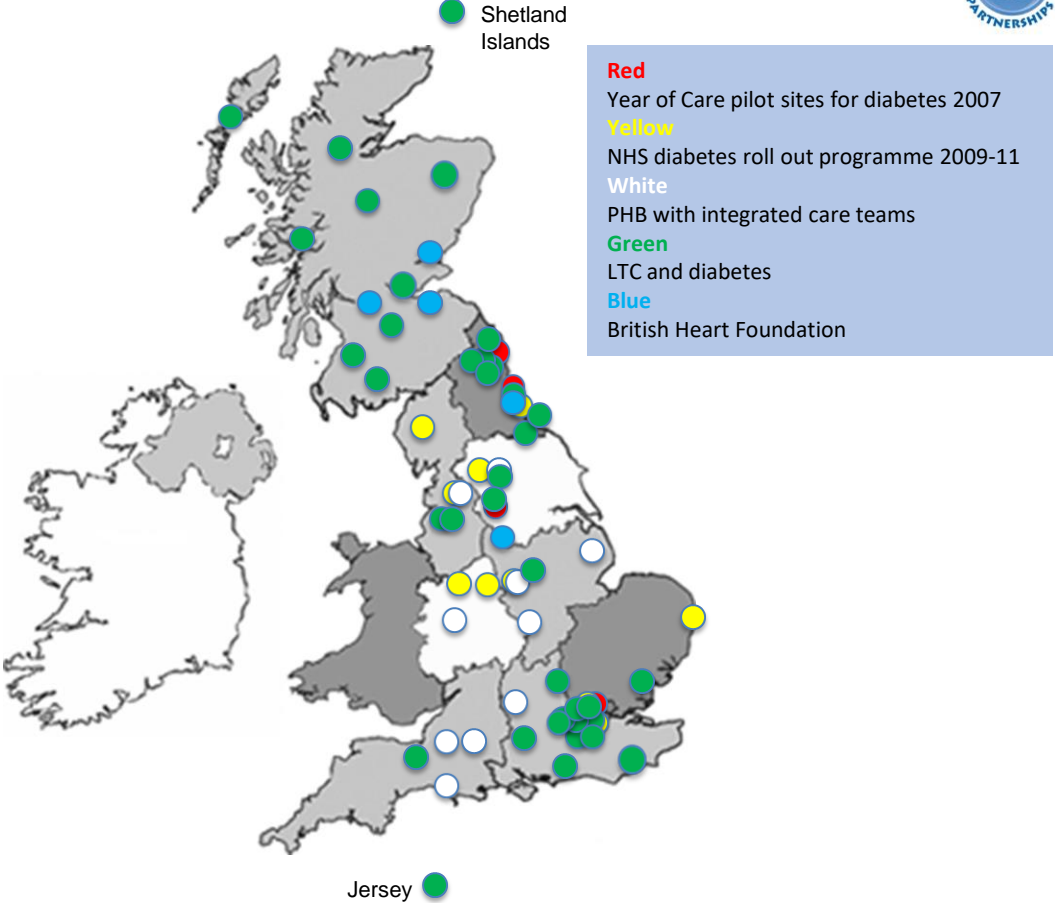 Shetland
Islands
PARTNERSHIPS
Red
Year of Care pilot sites for diabetes 2007
Yellow
NHS diabetes roll out programme 2009-11
White
PHB with integrated care teams
Green
LTC and diabetes
Blue
British Heart Foundation
Jersey